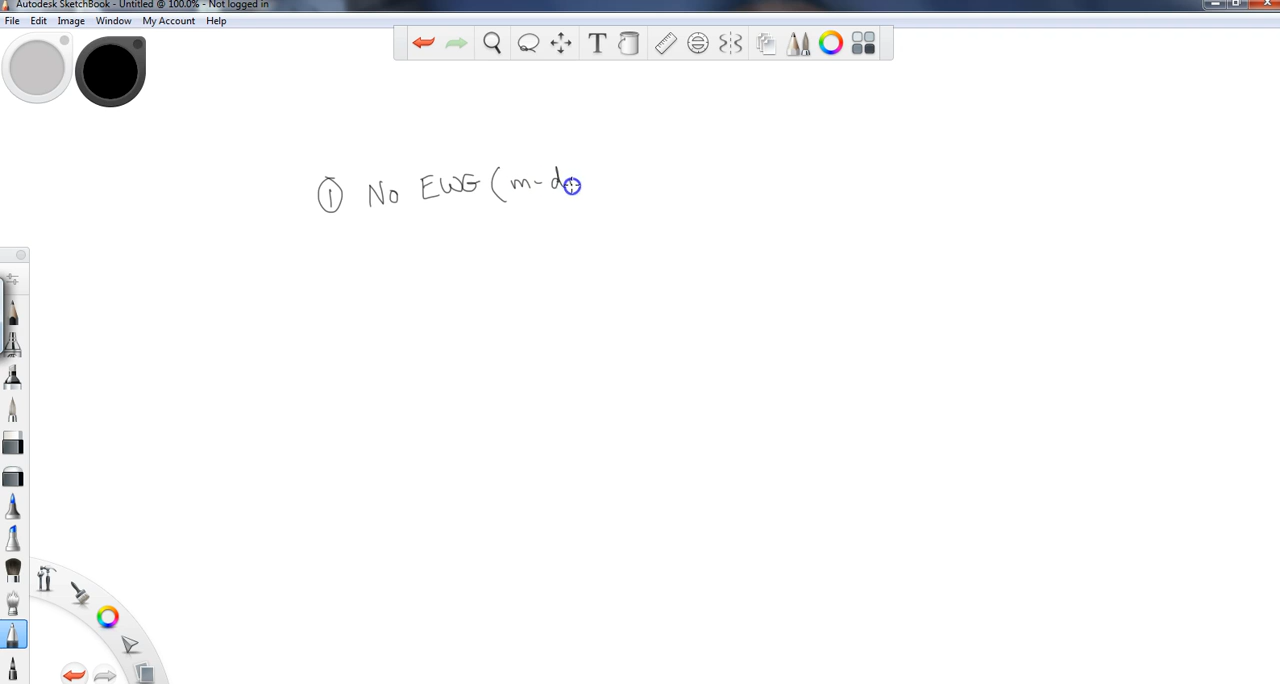 Autodesk SketchBook - Untitled @ 100.0% - Not logged in
File Edit Image Window My Account Help
T
① No EWG (m-d